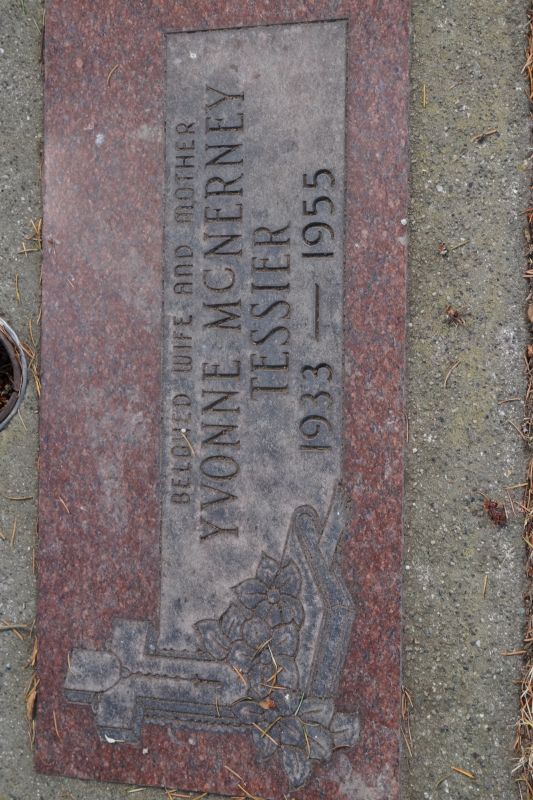 BELOVED WIFE AND MOTHER
YVONNE MCNERNEY
TESSIER
1933 — 1955